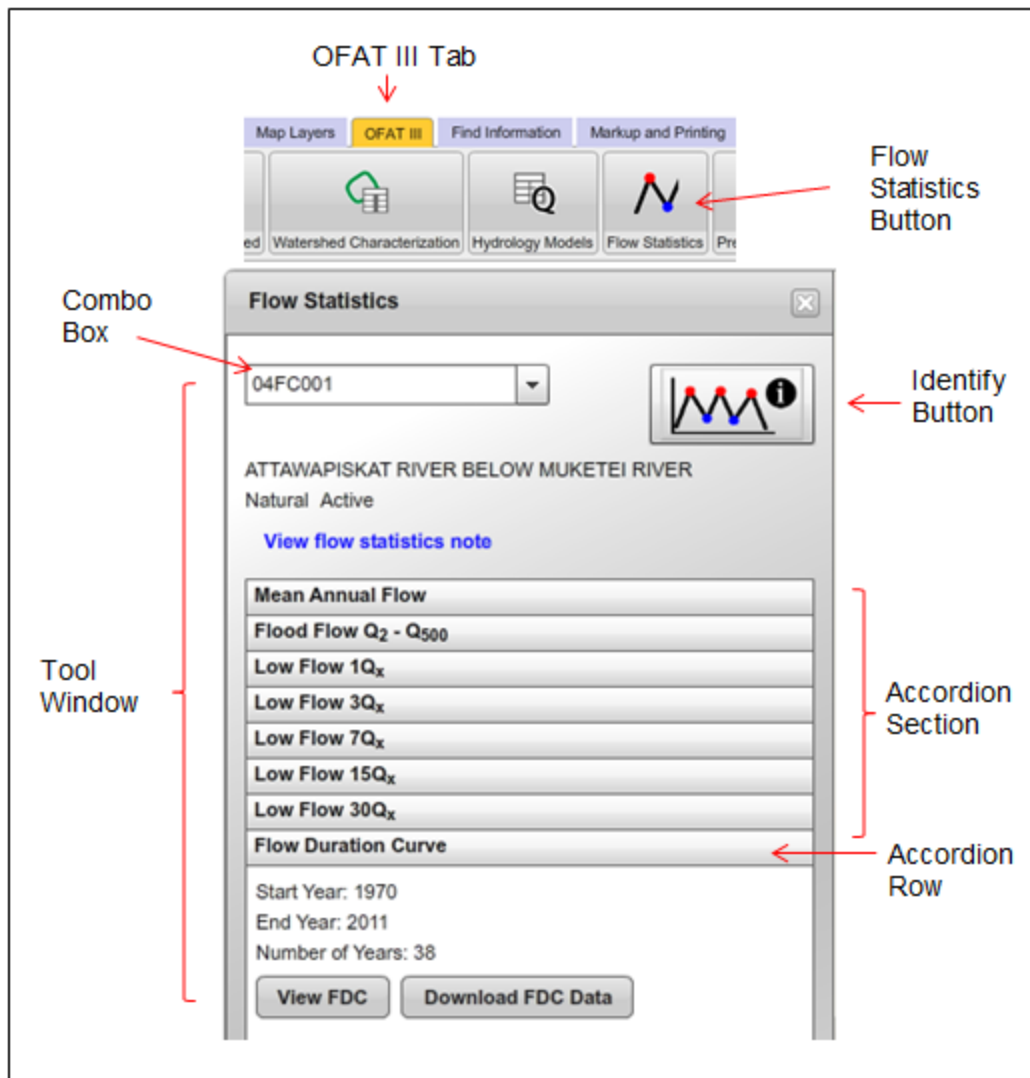 OFAT III Tab
Map Layers OFAT III Find Information Markup and Printing
Flow
Statistics
Button
ed Watershed Characterization Hydrology Models Flow Statistics Pre
Combo
Box
Flow Statistics
04FC001
Identify
Button
ATTAWAPISKAT RIVER BELOW MUKETEI RIVER
Natural Active
View flow statistics note
Mean Annual Flow
Flood Flow Q2 - Q500
Low Flow 1Qx
Low Flow 3Qx
Low Flow 7Qx
Low Flow 15Qx
Low Flow 30Qx
Flow Duration Curve
Tool
Window
Accordion
Section
Accordion
Row
Start Year: 1970
End Year: 2011
Number of Years: 38
View FDC Download FDC Data